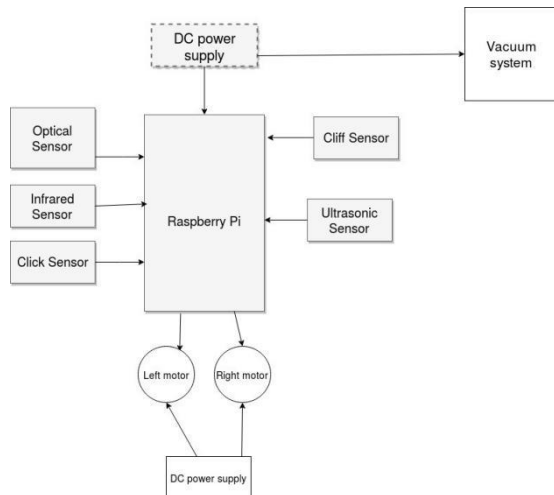 DC power
supply
Vacuum
system
Optical
Sensor
Cliff Sensor
Infrared
Sensor
Raspberry Pi
Ultrasonic
Sensor
Click Sensor
Left motor
Right motor
DC power supply